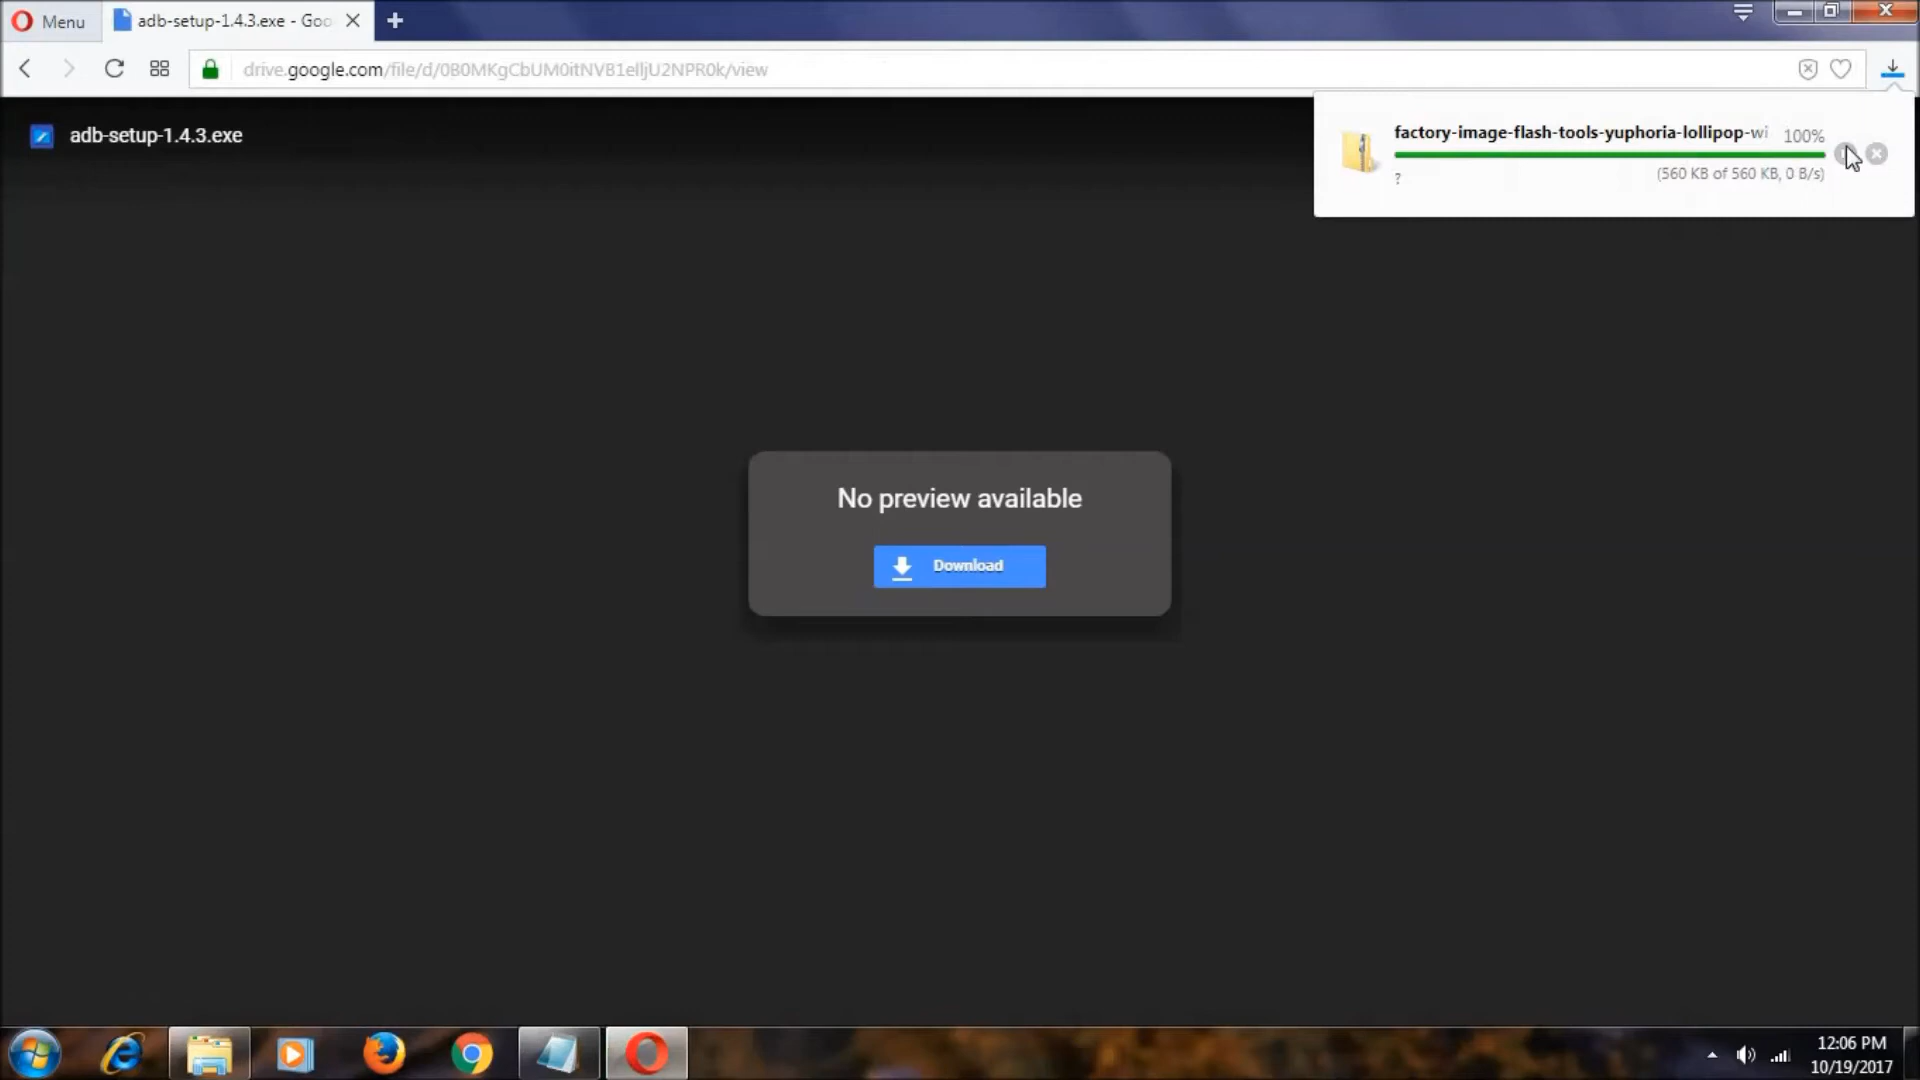 Menu
adb-setup-1.4.3.exe - Goo
drive.google.com/file/d/0B0MKgCbUM0itNVB1elljU2NPR0k/view
adb-setup-1.4.3.exe
factory-image-flash-tools-yuphoria-lollipop-wi 100%
(560 KB of 560 KB, 0 B/s)
?
No preview available
Download
12:06 PM
10/19/2017